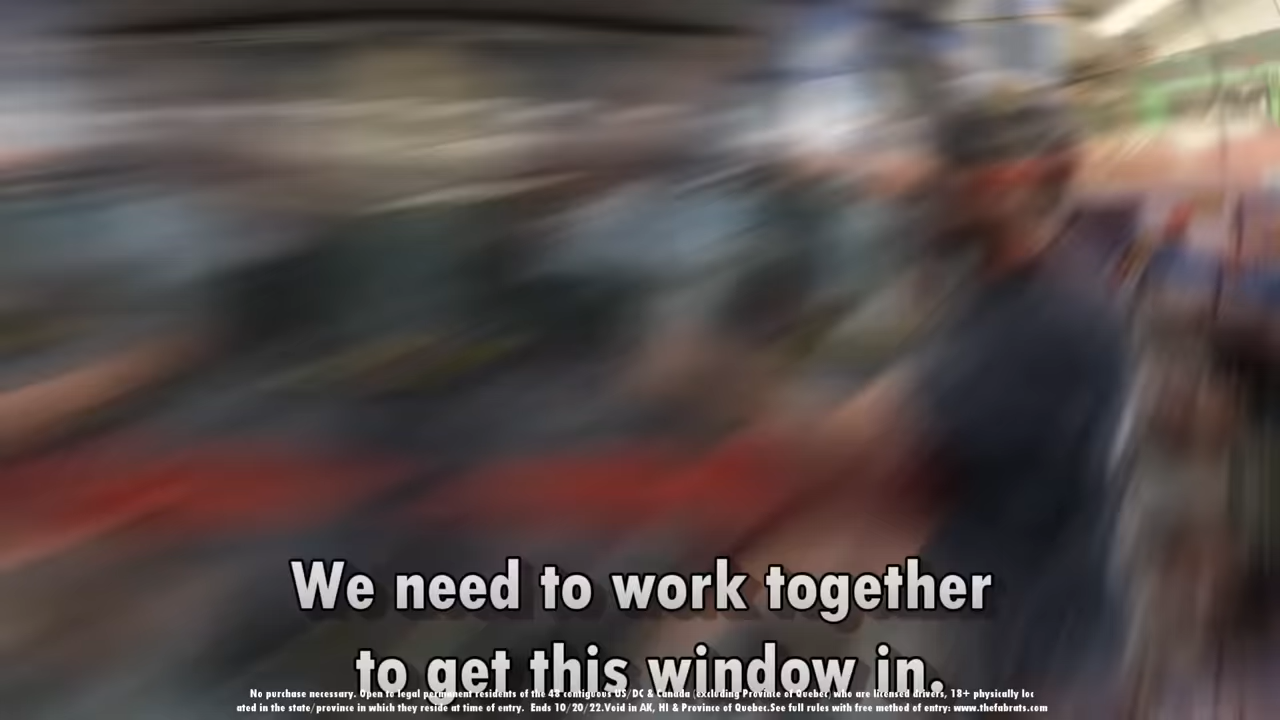 We need to work together
to get this window in.
No purchase necessary. Open to legal permanent residents of the 48 contiguous US/DC & Canada (excluding Province of Quebec) who are licensed drivers, 18+ physically loc
ated in the state/province in which they reside at time of entry. Ends 10/20/22.Void in AK, HI & Province of Quebec.See full rules with free method of entry: www.thefabrats.com